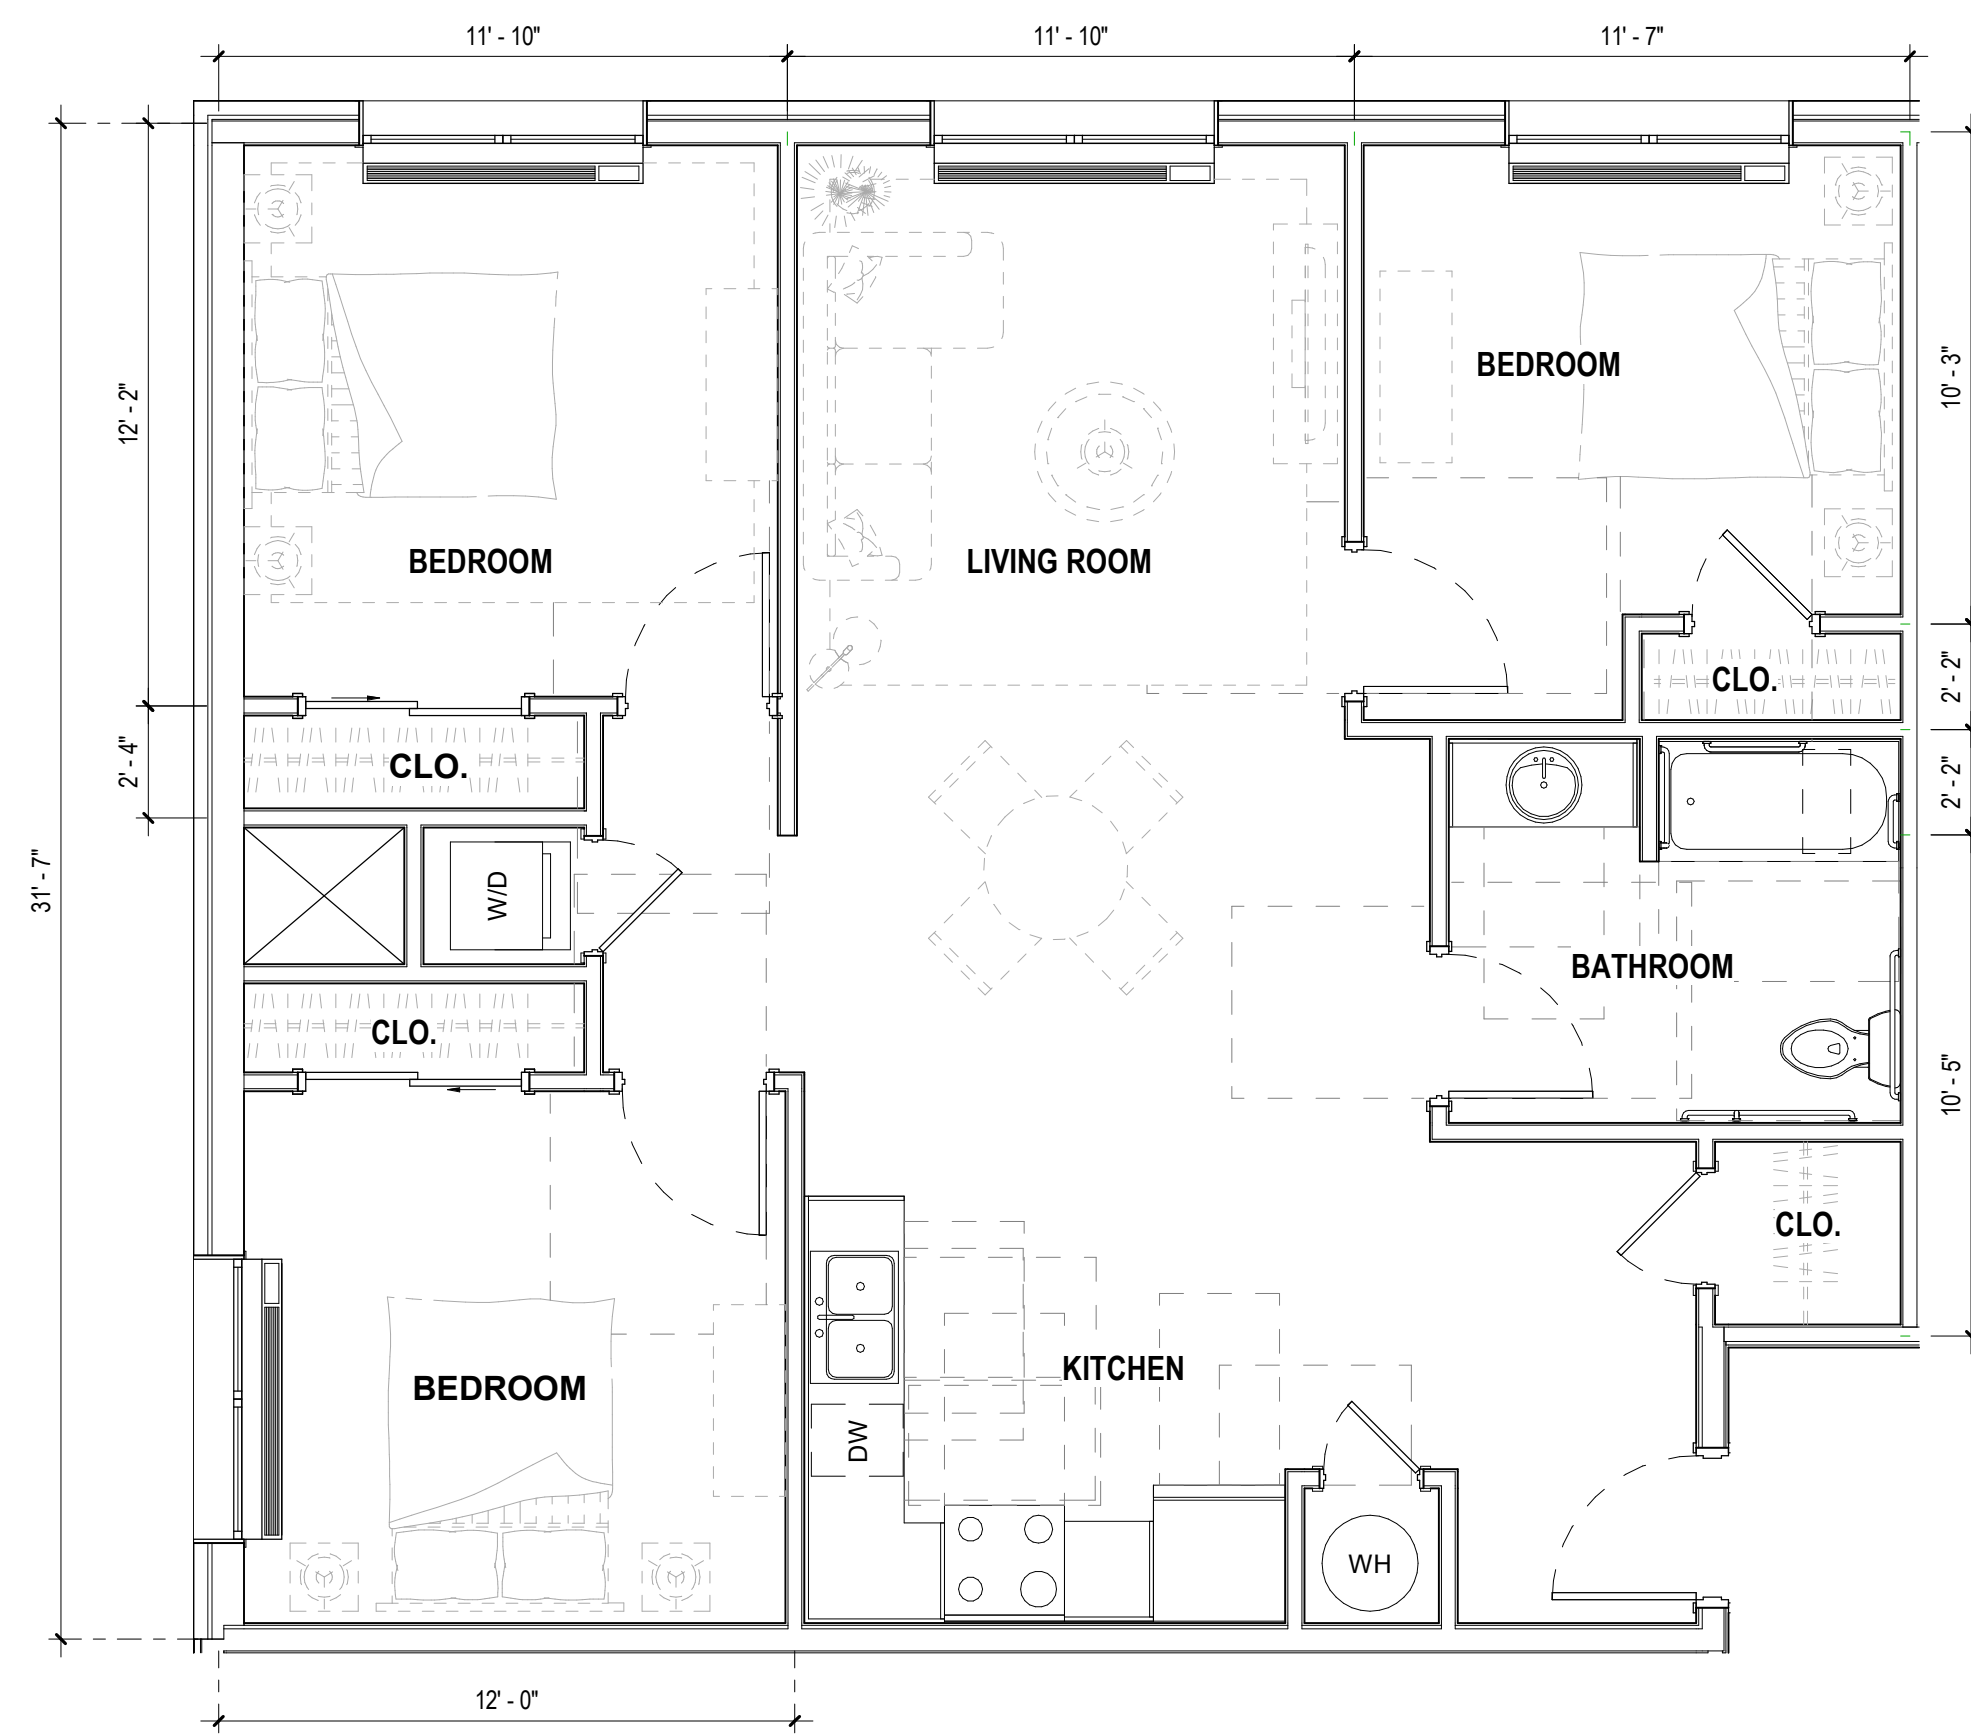 11' - 10"
11' - 10"
11' - 7"
12' - 2"
10' - 3"
BEDROOM
BEDROOM
LIVING ROOM
2' - 2"
CLO.
2' - 4"
CLO.
2' - 2"
31' - 7"
W/D
BATHROOM
CLO.
10' - 5"
CLO.
KITCHEN
BEDROOM
DW
WH
12' - 0"